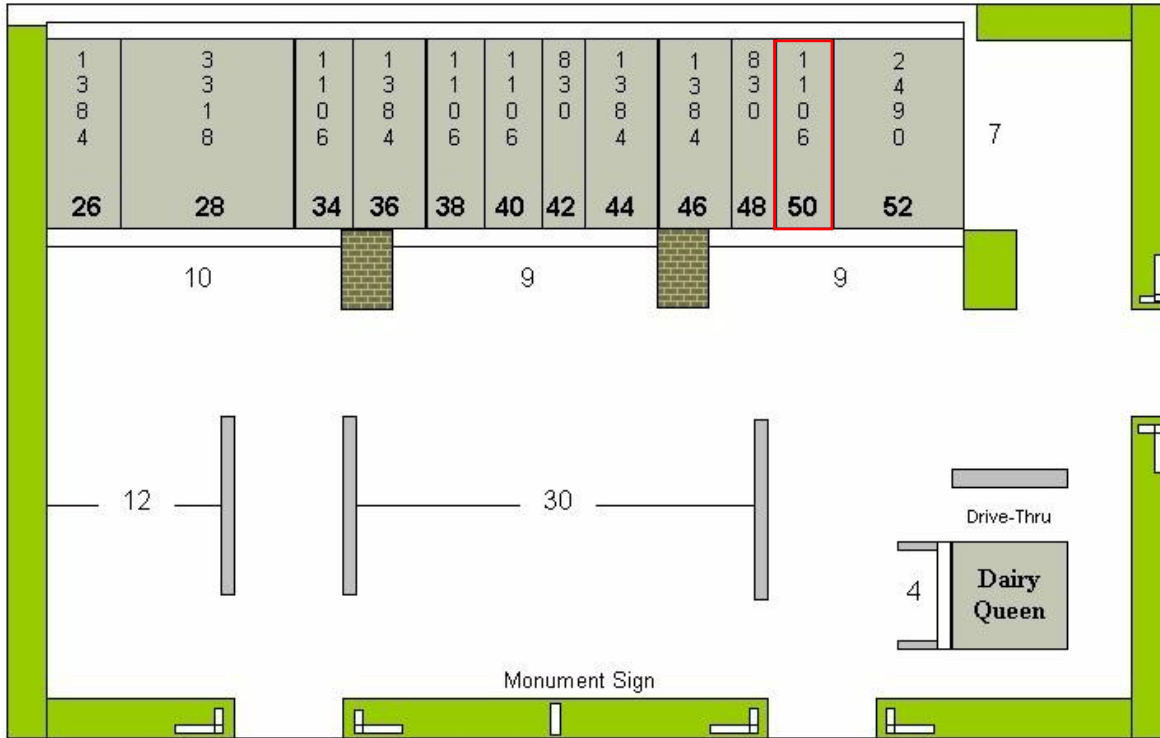 1384 3318 1106 1384 1106 1106 830 1384 1384 830 1106 2490
26 28 34 36 38 40 42 44 46 48 50 52
7
10 9 9
12 30
Drive-Thru
4
Dairy
Queen
Monument Sign